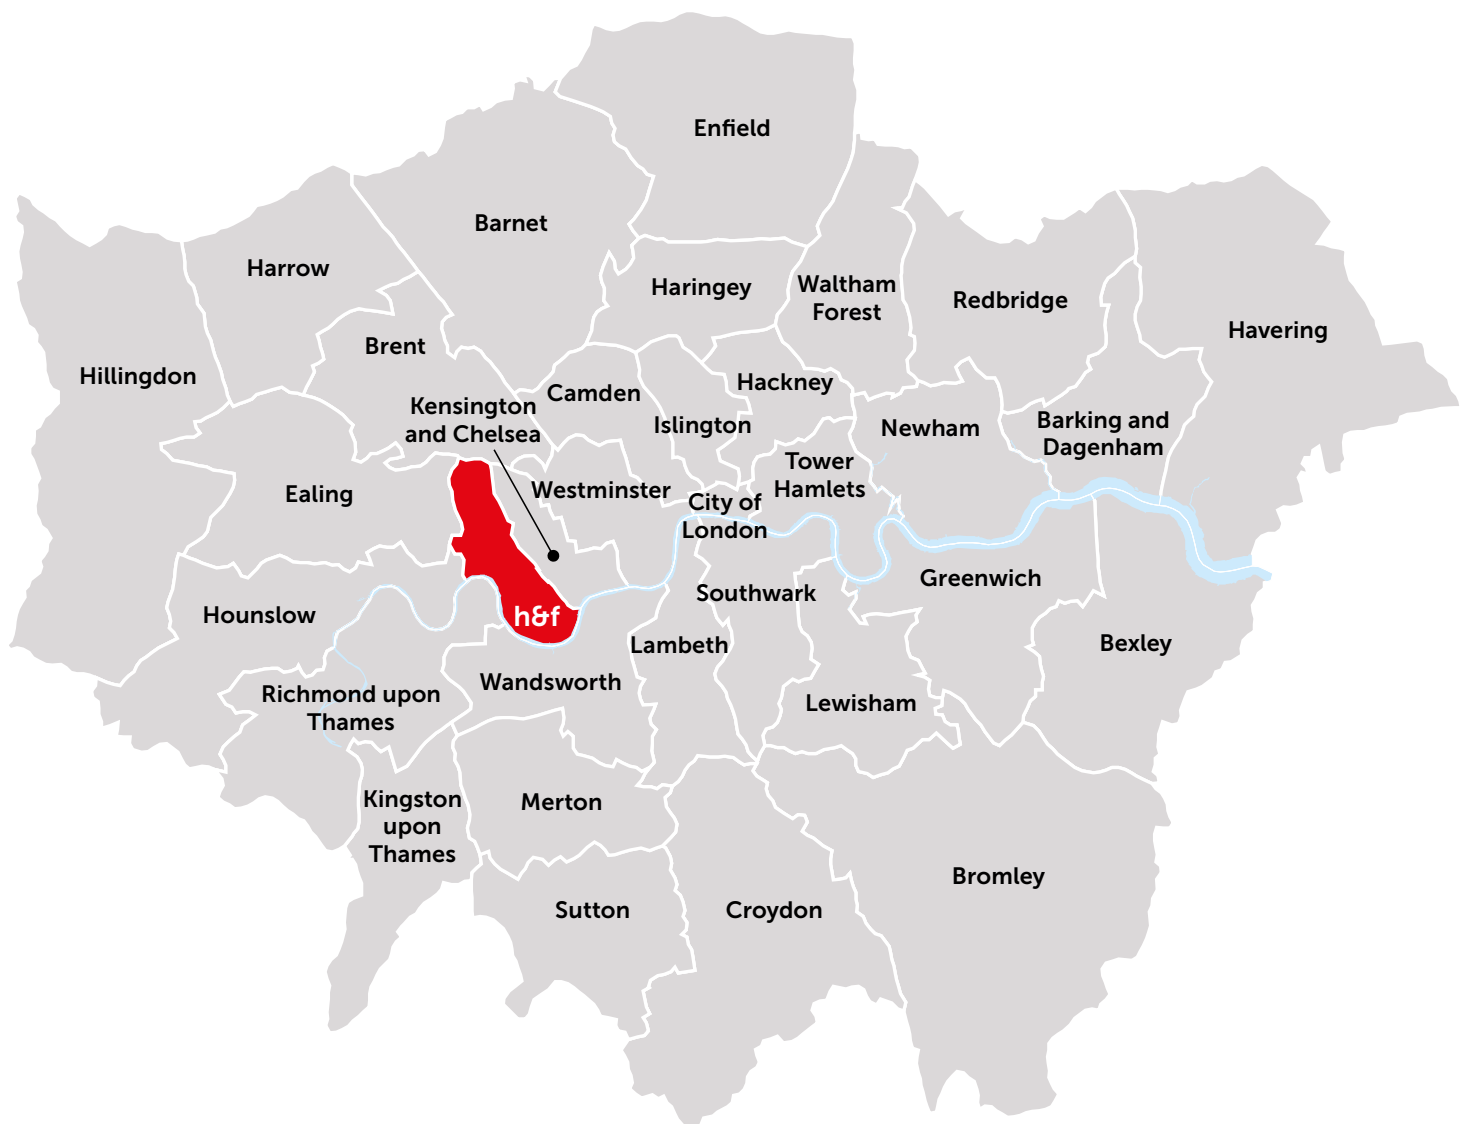 Enfield
Barnet
Harrow
Haringey
Waltham
Forest
Redbridge
Havering
Brent
Hillingdon
Camden
Hackney
Kensington
and Chelsea
Islington
Newham
Barking and
Dagenham
Tower
Hamlets
Ealing
Westminster
City of
London
Greenwich
Southwark
Hounslow
h&f
Lambeth
Bexley
Wandsworth
Richmond upon
Thames
Lewisham
Kingston
upon
Thames
Merton
Bromley
Sutton
Croydon